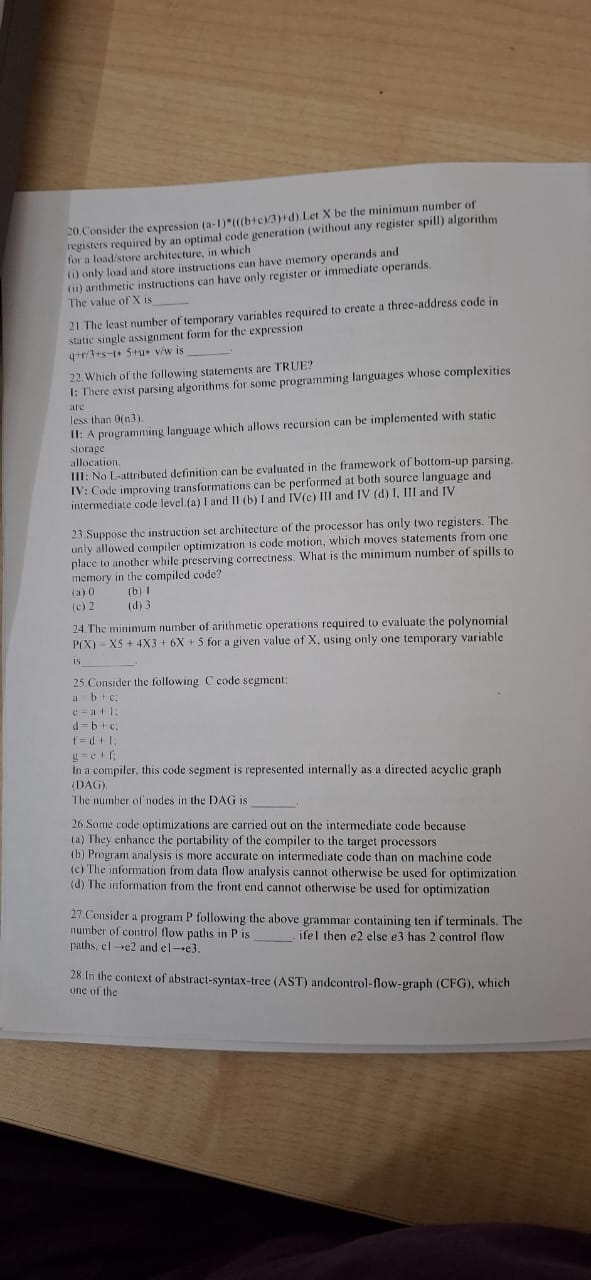 20.Consider the expression (a-1)*(((b+c)/3)+d).Let X be the minimum number of
registers required by an optimal code generation (without any register spill) algorithm
for a load/store architecture, in which
(i) only load and store instructions can have memory operands and
(ii) arithmetic instructions can have only register or immediate operands.
The value of X is______
21.The least number of temporary variables required to create a three-address code in
static single assignment form for the expression
q+r/3+s-t* 5+u* v/w is ______.
22.Which of the following statements are TRUE?
I: There exist parsing algorithms for some programming languages whose complexities
are
less than θ(n3).
II: A programming language which allows recursion can be implemented with static
storage
allocation.
III: No L-attributed definition can be evaluated in the framework of bottom-up parsing.
IV: Code improving transformations can be performed at both source language and
intermediate code level.(a) I and II (b) I and IV(c) III and IV (d) I, III and IV
23.Suppose the instruction set architecture of the processor has only two registers. The
only allowed compiler optimization is code motion, which moves statements from one
place to another while preserving correctness. What is the minimum number of spills to
memory in the compiled code?
(a) 0 (b) 1
(c) 2 (d) 3
24.The minimum number of arithmetic operations required to evaluate the polynomial
P(X) = X5 + 4X3 + 6X + 5 for a given value of X, using only one temporary variable
is________.
25.Consider the following C code segment:
a = b + c;
e = a + 1;
d = b + c;
f = d + 1;
g = e + f;
In a compiler, this code segment is represented internally as a directed acyclic graph
(DAG).
The number of nodes in the DAG is ______.
26.Some code optimizations are carried out on the intermediate code because
(a) They enhance the portability of the compiler to the target processors
(b) Program analysis is more accurate on intermediate code than on machine code
(c) The information from data flow analysis cannot otherwise be used for optimization
(d) The information from the front end cannot otherwise be used for optimization
27.Consider a program P following the above grammar containing ten if terminals. The
number of control flow paths in P is ______. ife1 then e2 else e3 has 2 control flow
paths, e1→e2 and e1→e3.
28.In the context of abstract-syntax-tree (AST) andcontrol-flow-graph (CFG), which
one of the